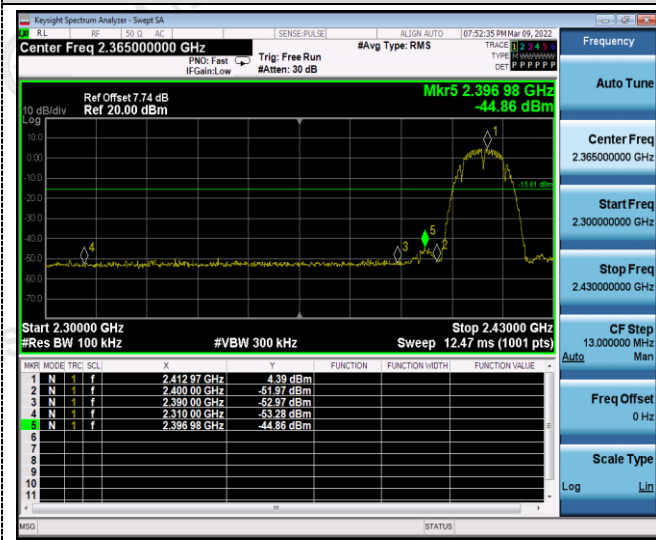 Keysight Spectrum Analyzer - Swept SA
RL RF 50 Ω AC SENSE:PULSE ALIGN AUTO 07:52:35 PM Mar 09, 2022
Center Freq 2.365000000 GHz #Avg Type: RMS TRACE 1 2 3 4 5 6
PNO: Fast Trig: Free Run TYPE M WWWWW
IFGain:Low #Atten: 30 dB DET P P P P P P
Frequency
Auto Tune
Center Freq
2.365000000 GHz
Start Freq
2.300000000 GHz
Stop Freq
2.430000000 GHz
CF Step
13.000000 MHz
Auto Man
Freq Offset
0 Hz
Scale Type
Log Lin
Mkr5 2.396 98 GHz
-44.86 dBm
Ref Offset 7.74 dB
10 dB/div Ref 20.00 dBm
Log
10.0
0.00
-10.0
-20.0
-30.0
-40.0
-50.0
-60.0
-70.0
1
-15.61 dBm
5
4
3
2
Start 2.30000 GHz Stop 2.43000 GHz
#Res BW 100 kHz #VBW 300 kHz Sweep 12.47 ms (1001 pts)
MKR MODE TRC SCL X Y FUNCTION FUNCTION WIDTH FUNCTION VALUE
1 N 1 f 2.412 97 GHz 4.39 dBm
2 N 1 f 2.400 00 GHz -51.97 dBm
3 N 1 f 2.390 00 GHz -52.97 dBm
4 N 1 f 2.310 00 GHz -53.28 dBm
5 N 1 f 2.396 98 GHz -44.86 dBm
6
7
8
9
10
11
MSG STATUS